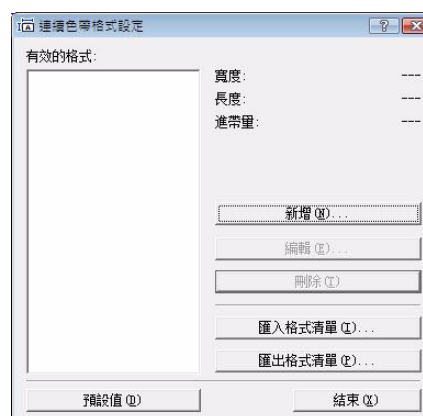 連續色帶格式設定
有效的格式:
寬度: ---
長度: ---
進帶量: ---
新增(N)...
編輯(E)...
刪除(T)
匯入格式清單(I)...
匯出格式清單(P)...
預設值(D)
結束(X)